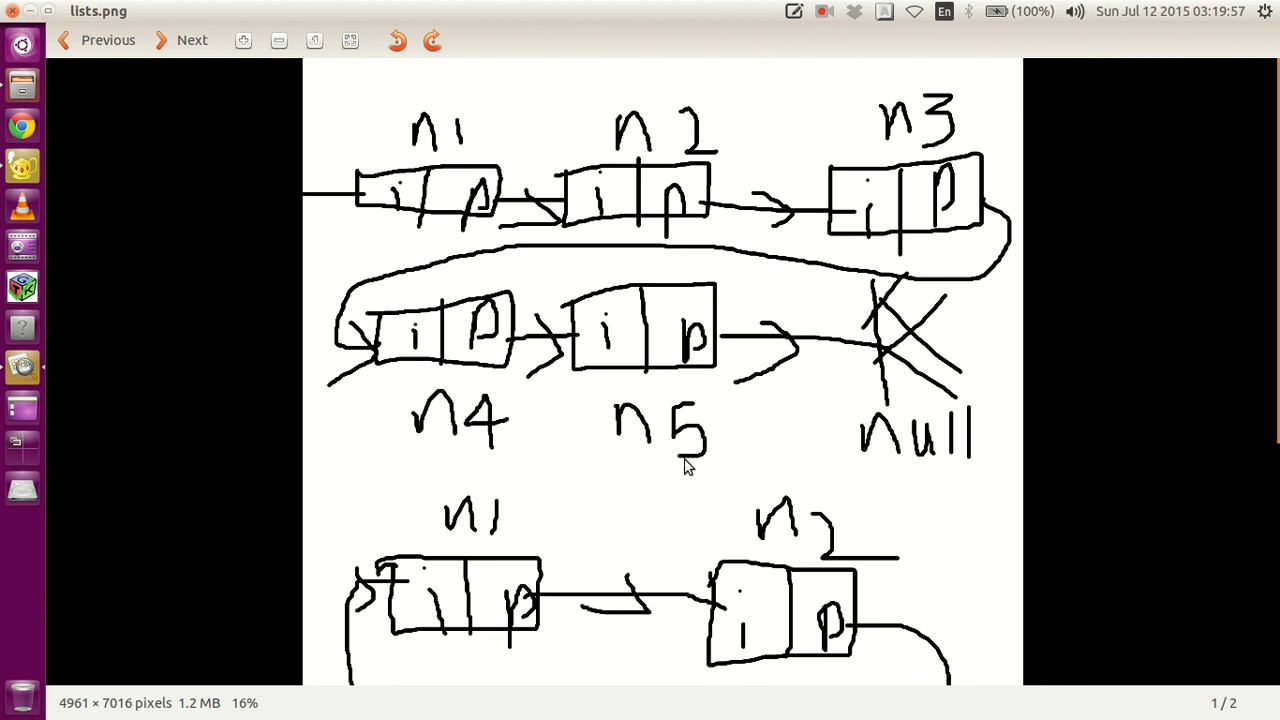 lists.png
En
(100%)
Sun Jul 12 2015 03:19:57
Previous
Next
n1
n2
n3
i p
i p
i p
i p
i p
n4
n5
null
n1
n2
i p
i p
4961 × 7016 pixels 1.2 MB 16%
1 / 2